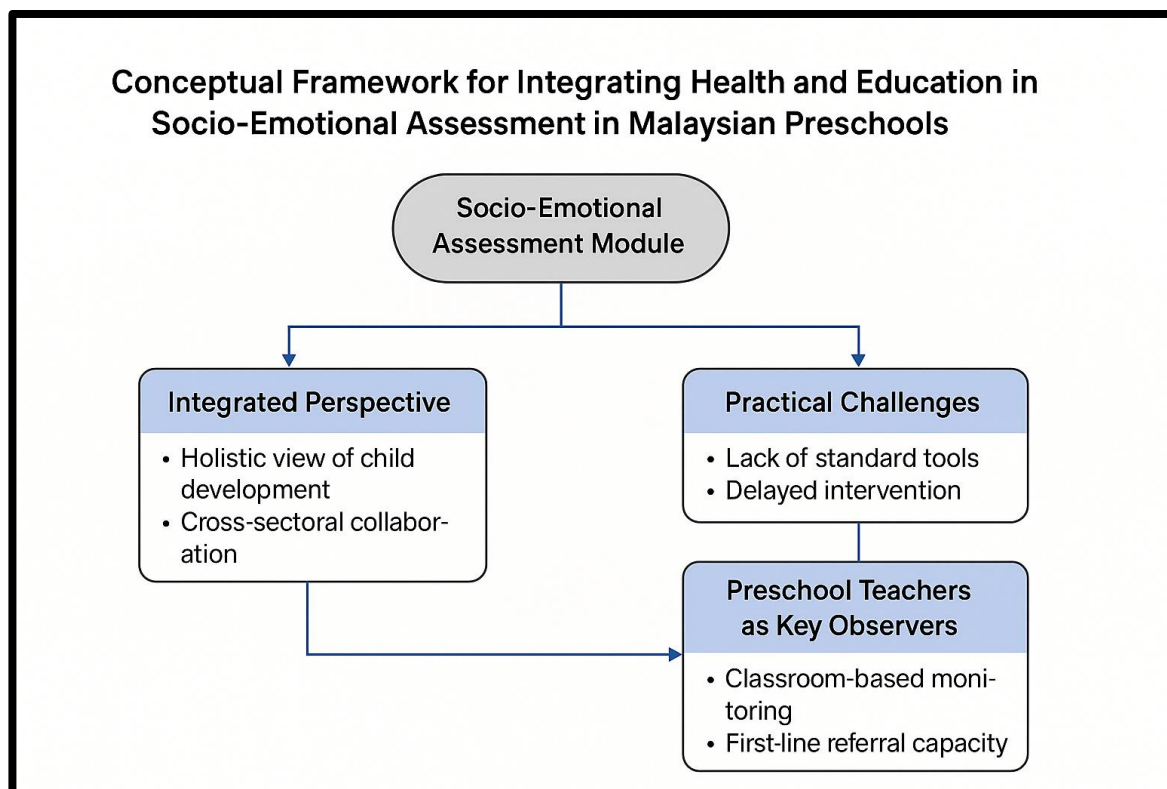 Conceptual Framework for Integrating Health and Education in
Socio-Emotional Assessment in Malaysian Preschools
Socio-Emotional
Assessment Module
Integrated Perspective
• Holistic view of child
development
• Cross-sectoral collabor-
ation
Practical Challenges
• Lack of standard tools
• Delayed intervention
Preschool Teachers
as Key Observers
• Classroom-based moni-
toring
• First-line referral capacity